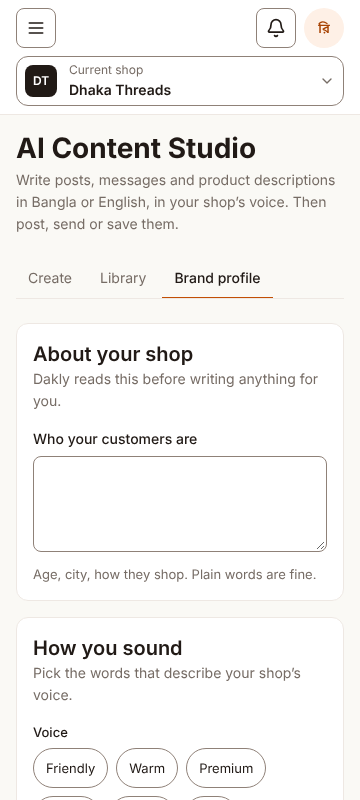 রি
DT
Current shop
Dhaka Threads
AI Content Studio
Write posts, messages and product descriptions
in Bangla or English, in your shop’s voice. Then
post, send or save them.
Create
Library
Brand profile
About your shop
Dakly reads this before writing anything for
you.
Who your customers are
Age, city, how they shop. Plain words are fine.
How you sound
Pick the words that describe your shop’s
voice.
Voice
Friendly
Warm
Premium